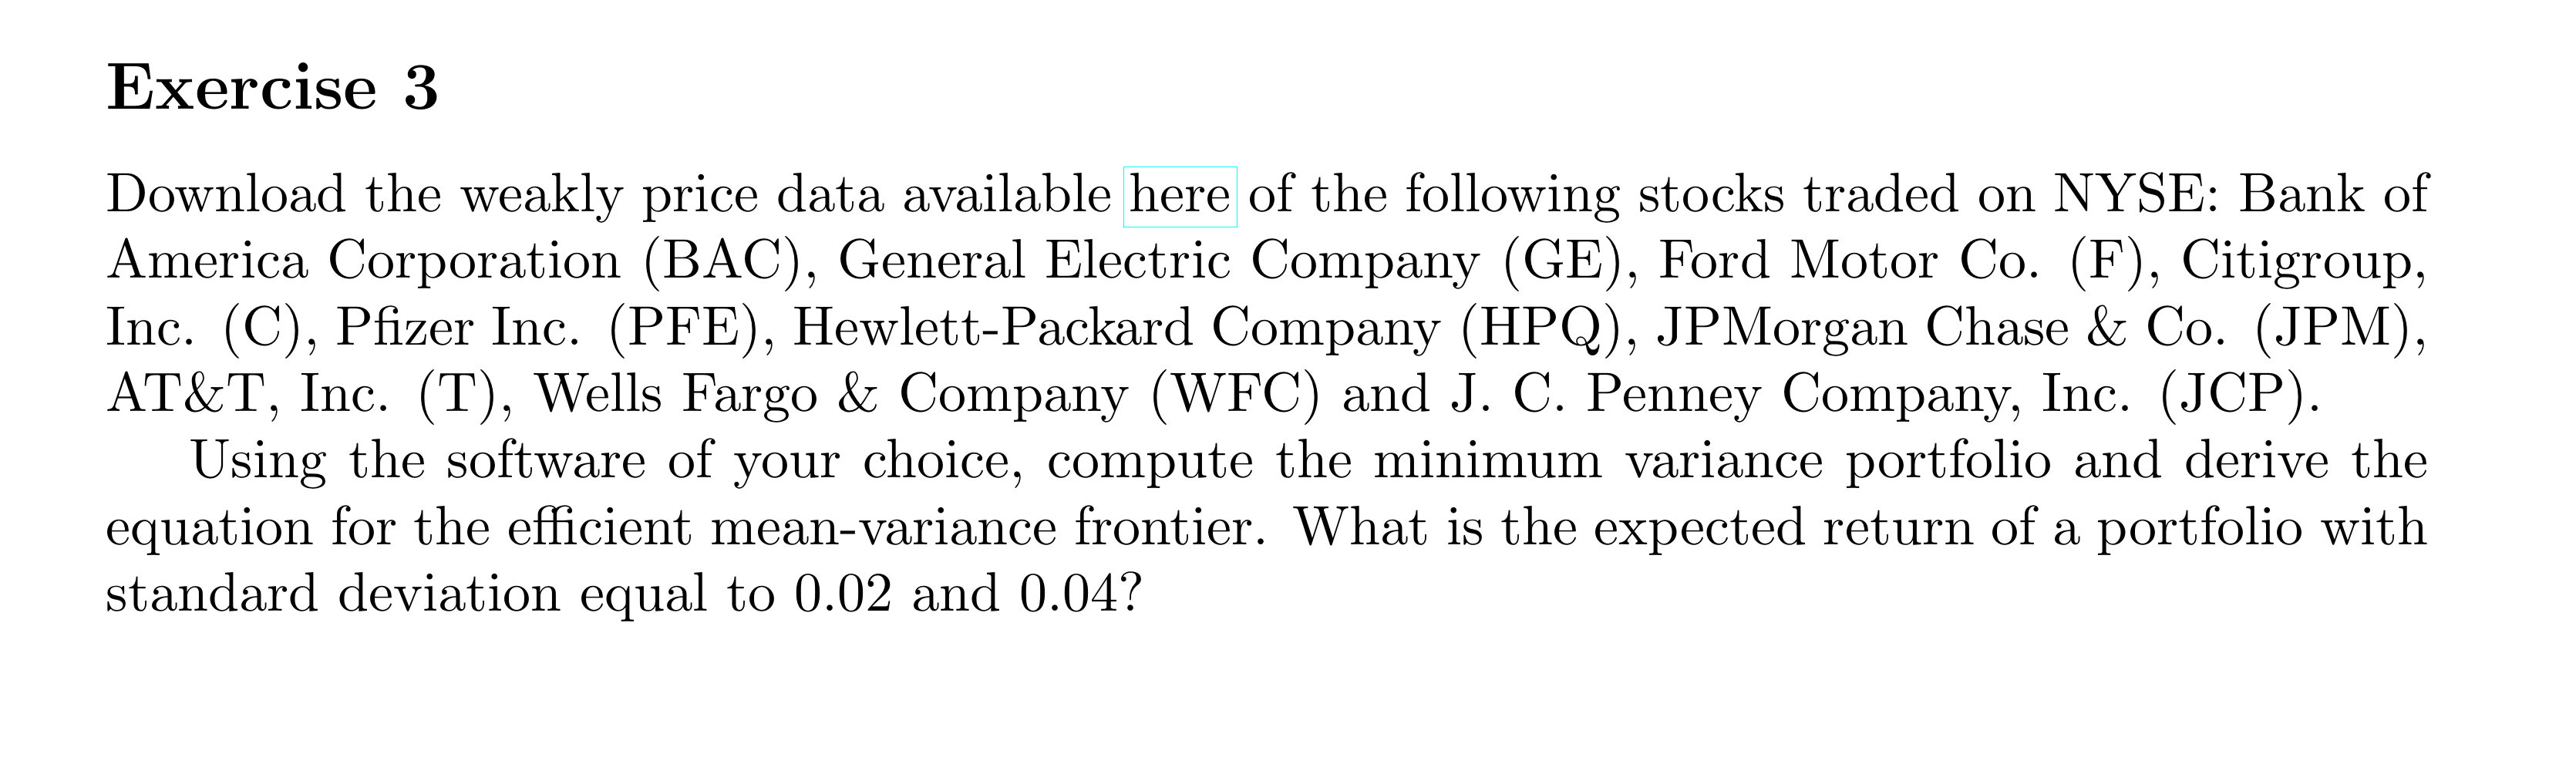 Exercise 3
Download the weakly price data available here of the following stocks traded on NYSE: Bank of
America Corporation (BAC), General Electric Company (GE), Ford Motor Co. (F), Citigroup,
Inc. (C), Pfizer Inc. (PFE), Hewlett-Packard Company (HPQ), JPMorgan Chase & Co. (JPM),
AT&T, Inc. (T), Wells Fargo & Company (WFC) and J. C. Penney Company, Inc. (JCP).
Using the software of your choice, compute the minimum variance portfolio and derive the
equation for the efficient mean-variance frontier. What is the expected return of a portfolio with
standard deviation equal to 0.02 and 0.04?